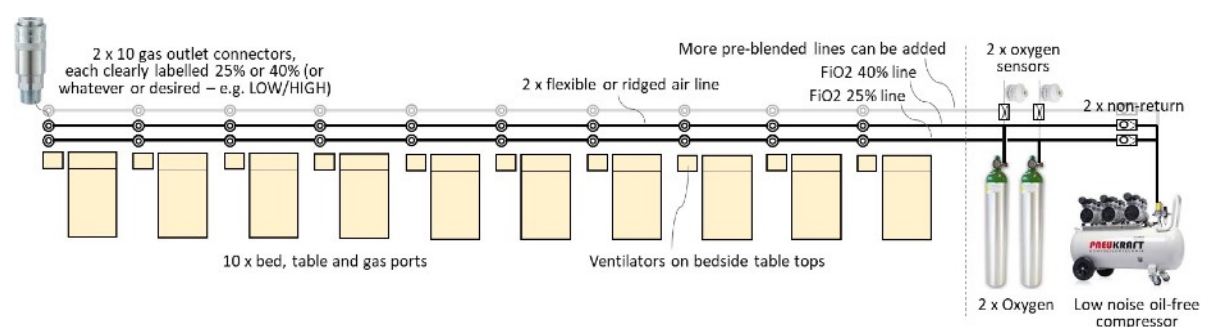 2 x 10 gas outlet connectors,
each clearly labelled 25% or 40% (or
whatever or desired – e.g. LOW/HIGH)
2 x flexible or ridged air line
More pre-blended lines can be added
FiO2 40% line
FiO2 25% line
2 x oxygen
sensors
2 x non-return
10 x bed, table and gas ports
Ventilators on bedside table tops
2 x Oxygen
PNEUKRAFT
Low noise oil-free
compressor